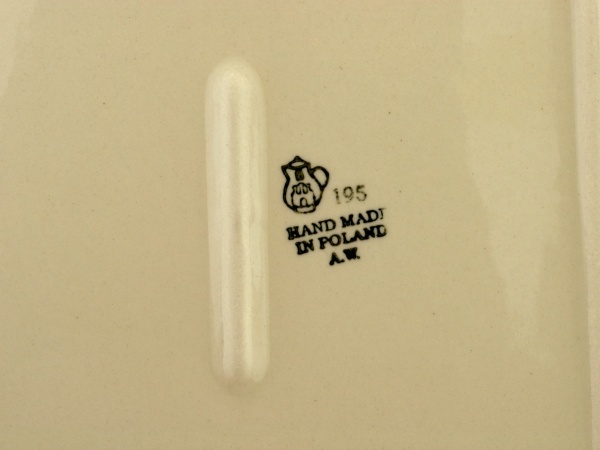 195
HAND MADE
IN POLAND
A.W.